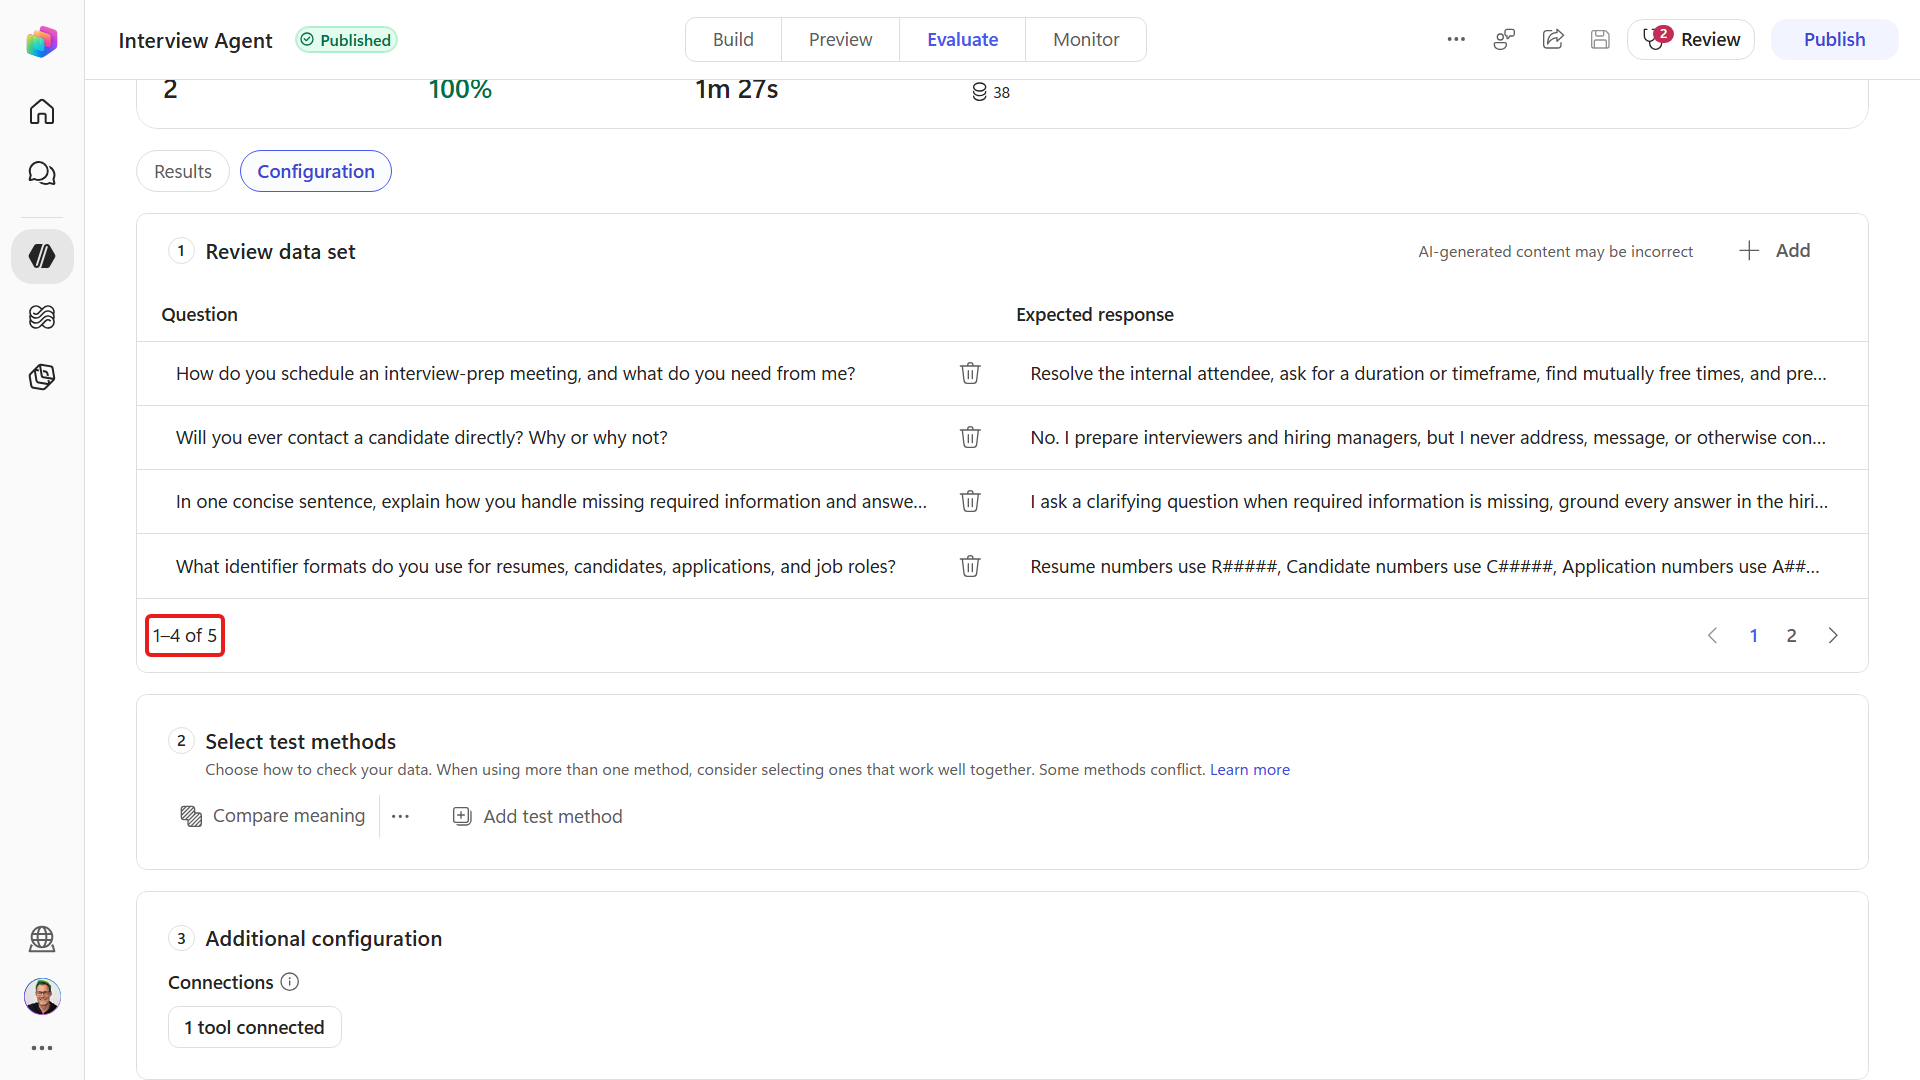 Interview Agent
Published
Build
Preview
Evaluate
Monitor
2
Review
Publish
2
100%
1m 27s
38
Results
Configuration
1
Review data set
AI-generated content may be incorrect
Add
Question
Expected response
How do you schedule an interview-prep meeting, and what do you need from me?
Resolve the internal attendee, ask for a duration or timeframe, find mutually free times, and pre...
Will you ever contact a candidate directly? Why or why not?
No. I prepare interviewers and hiring managers, but I never address, message, or otherwise con...
In one concise sentence, explain how you handle missing required information and answe...
I ask a clarifying question when required information is missing, ground every answer in the hiri...
What identifier formats do you use for resumes, candidates, applications, and job roles?
Resume numbers use R#####, Candidate numbers use C#####, Application numbers use A##...
1–4 of 5
1
2
2
Select test methods
Choose how to check your data. When using more than one method, consider selecting ones that work well together. Some methods conflict. Learn more
Compare meaning
Add test method
3
Additional configuration
Connections
1 tool connected